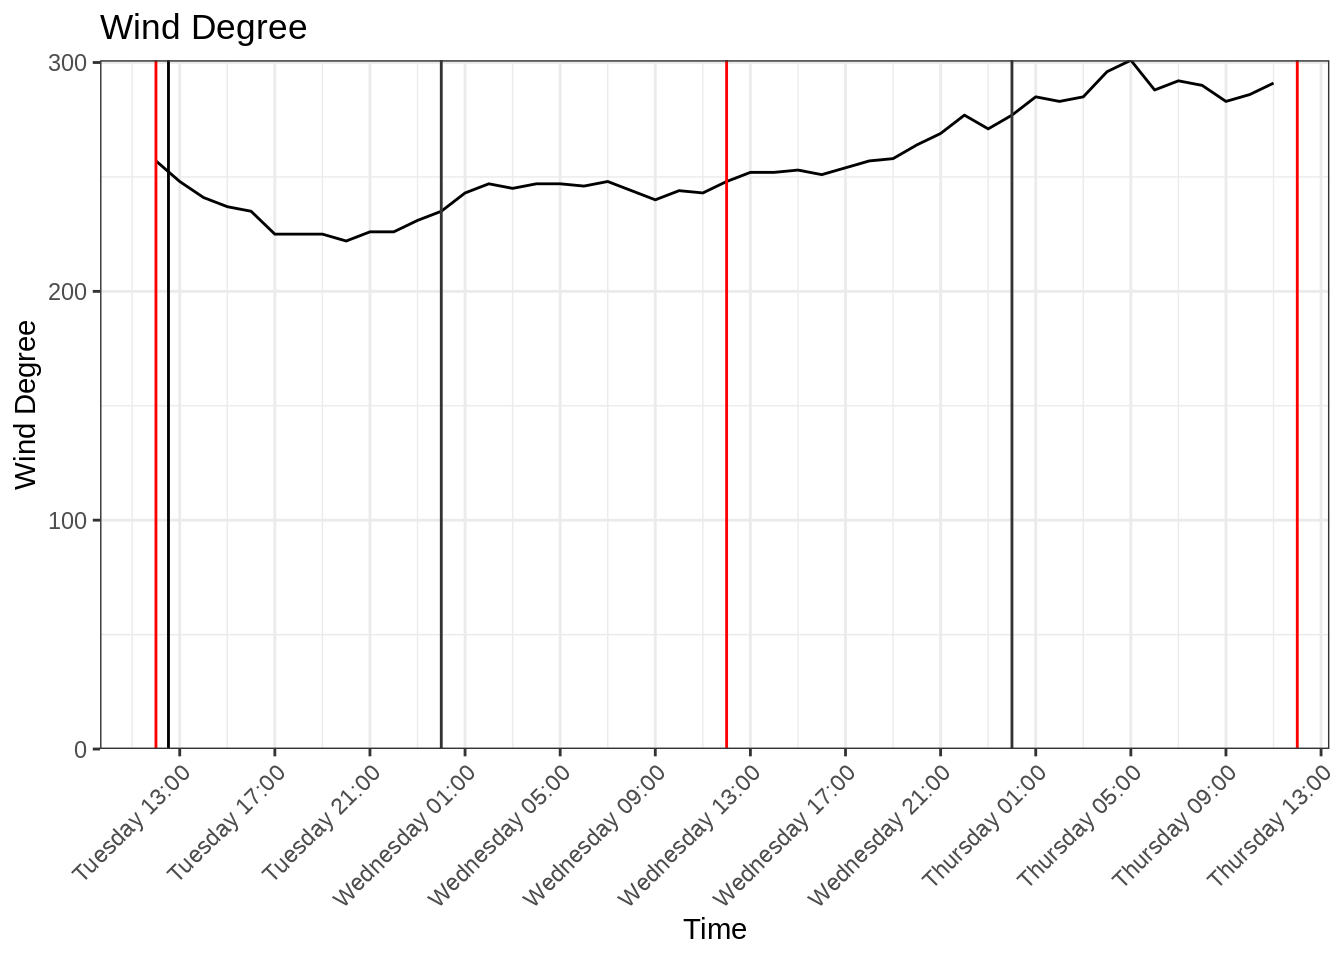 Wind Degree
300
200
100
0
Wind Degree
Tuesday 13:00
Tuesday 17:00
Tuesday 21:00
Wednesday 01:00
Wednesday 05:00
Wednesday 09:00
Wednesday 13:00
Wednesday 17:00
Wednesday 21:00
Thursday 01:00
Thursday 05:00
Thursday 09:00
Thursday 13:00
Time